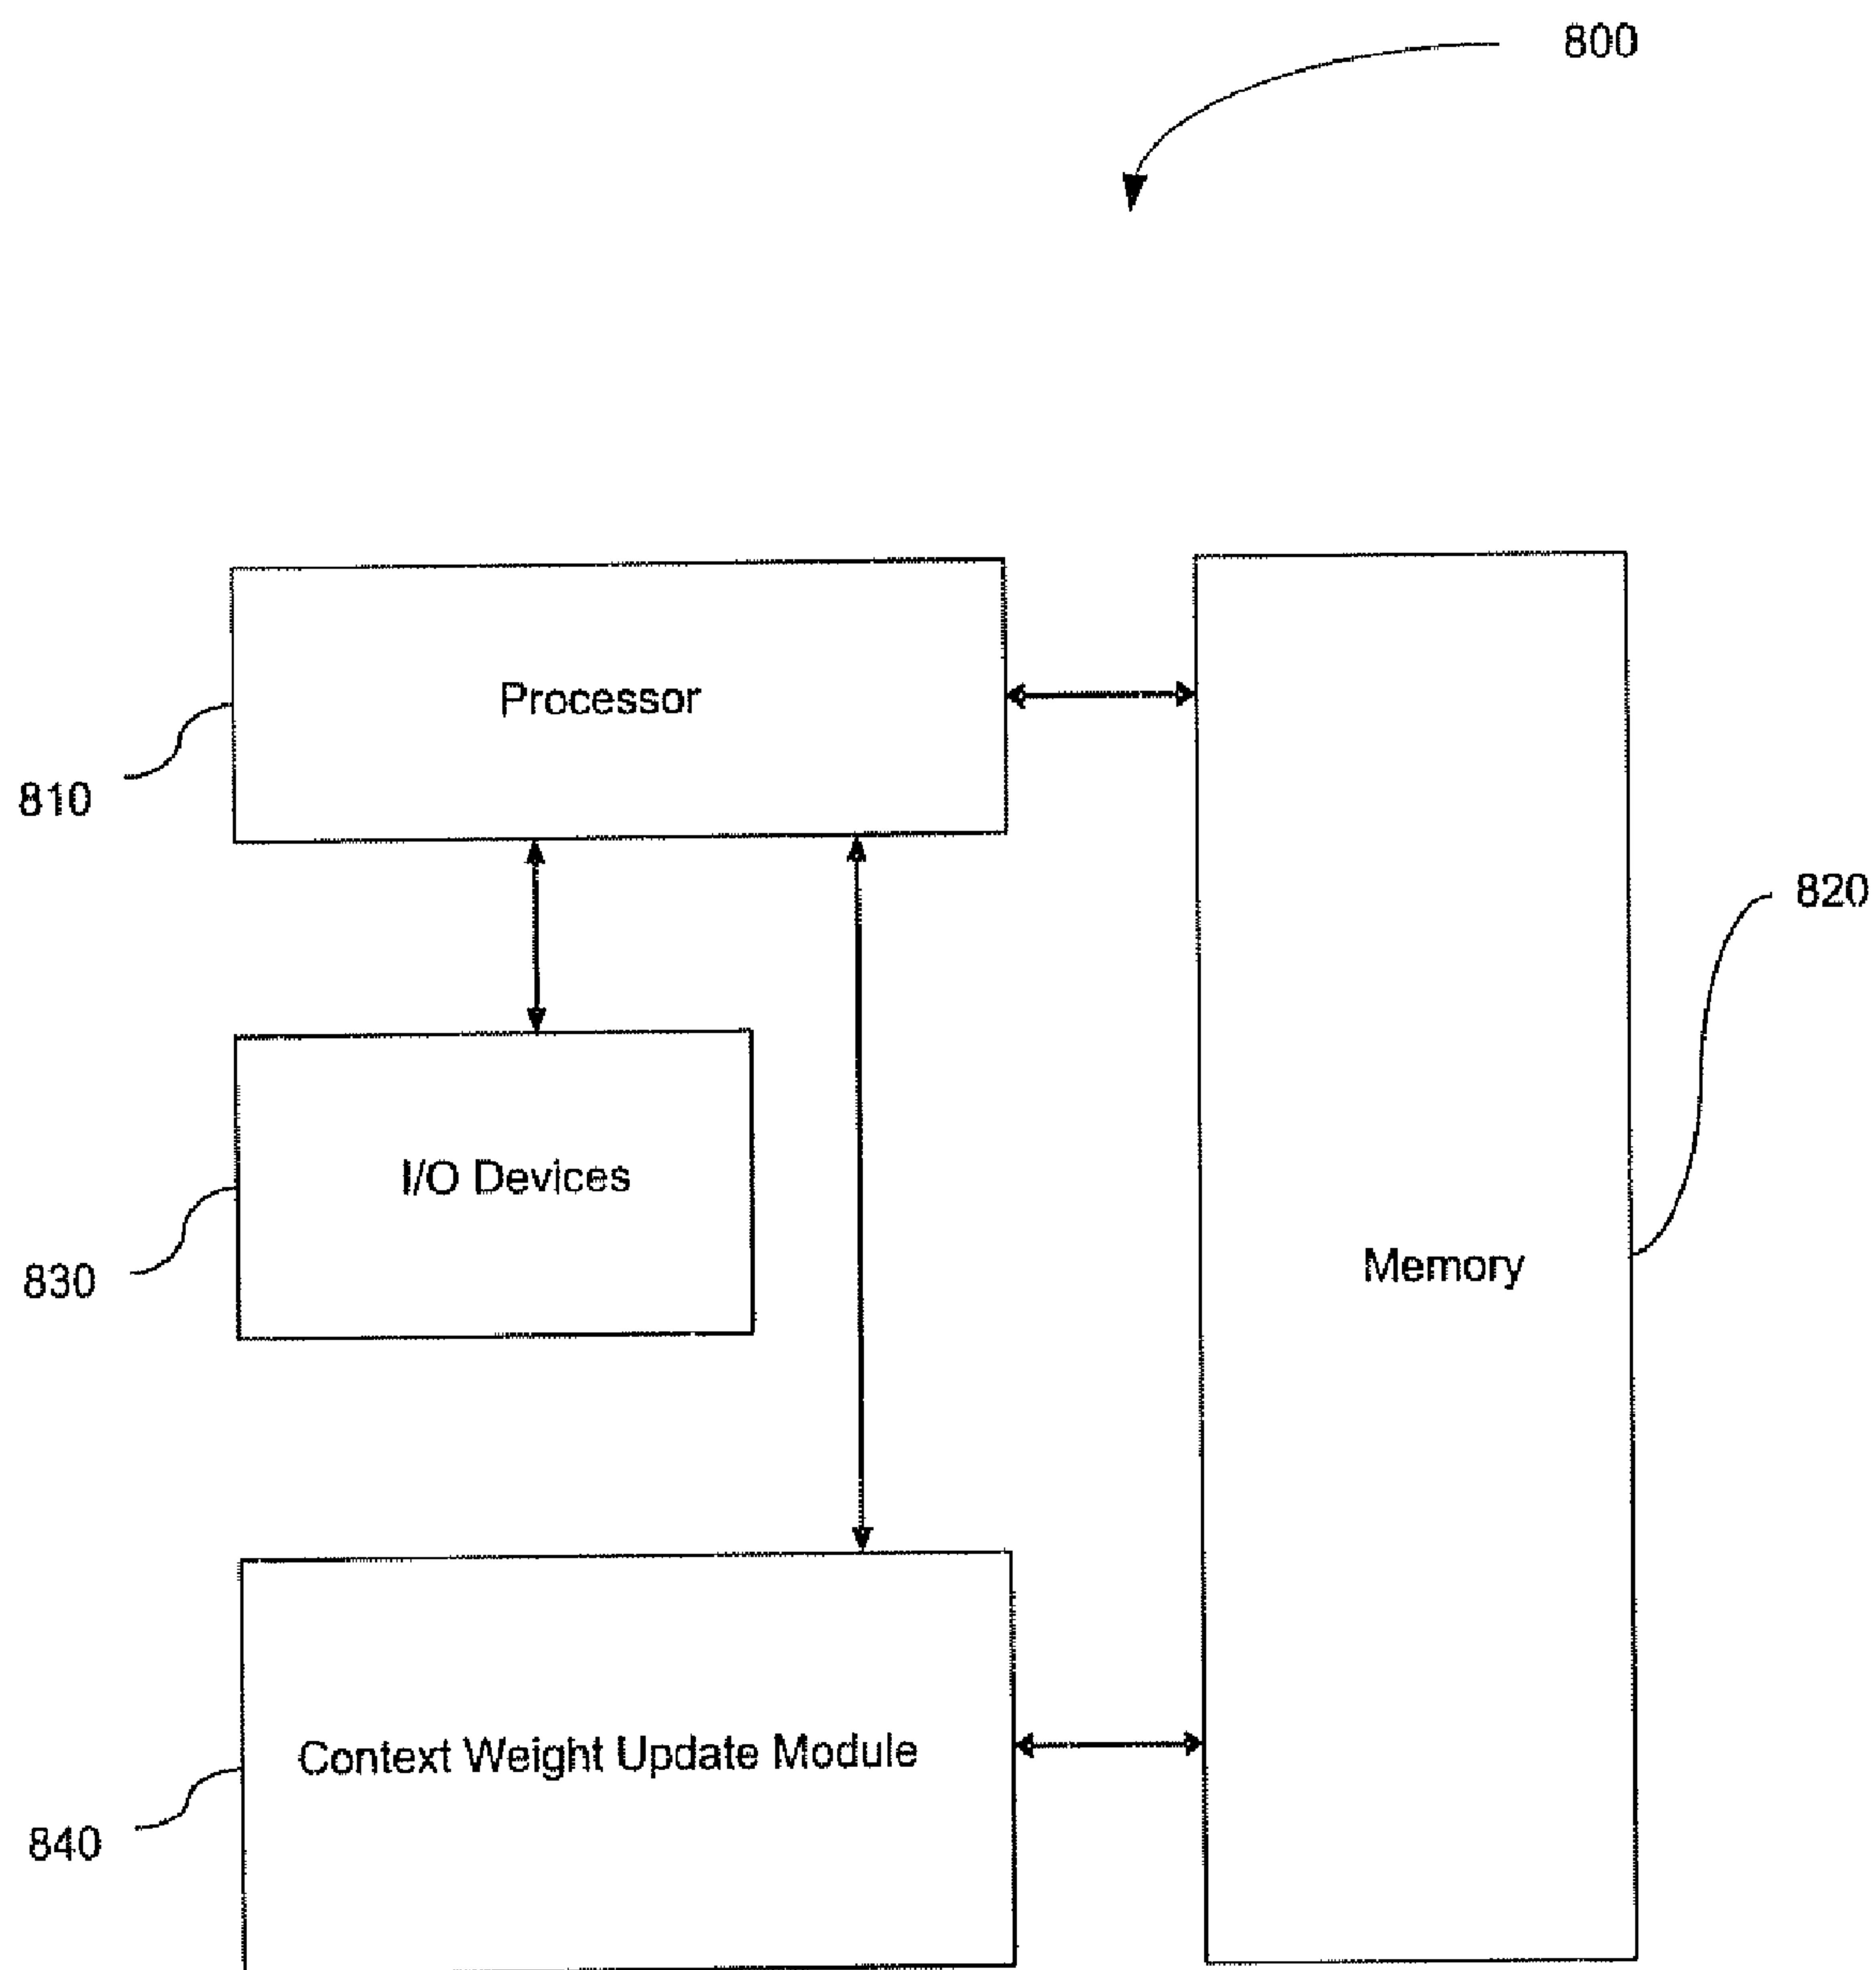 800
Processor
810
820
I/O Devices
830
Memory
Context Weight Update Module
840